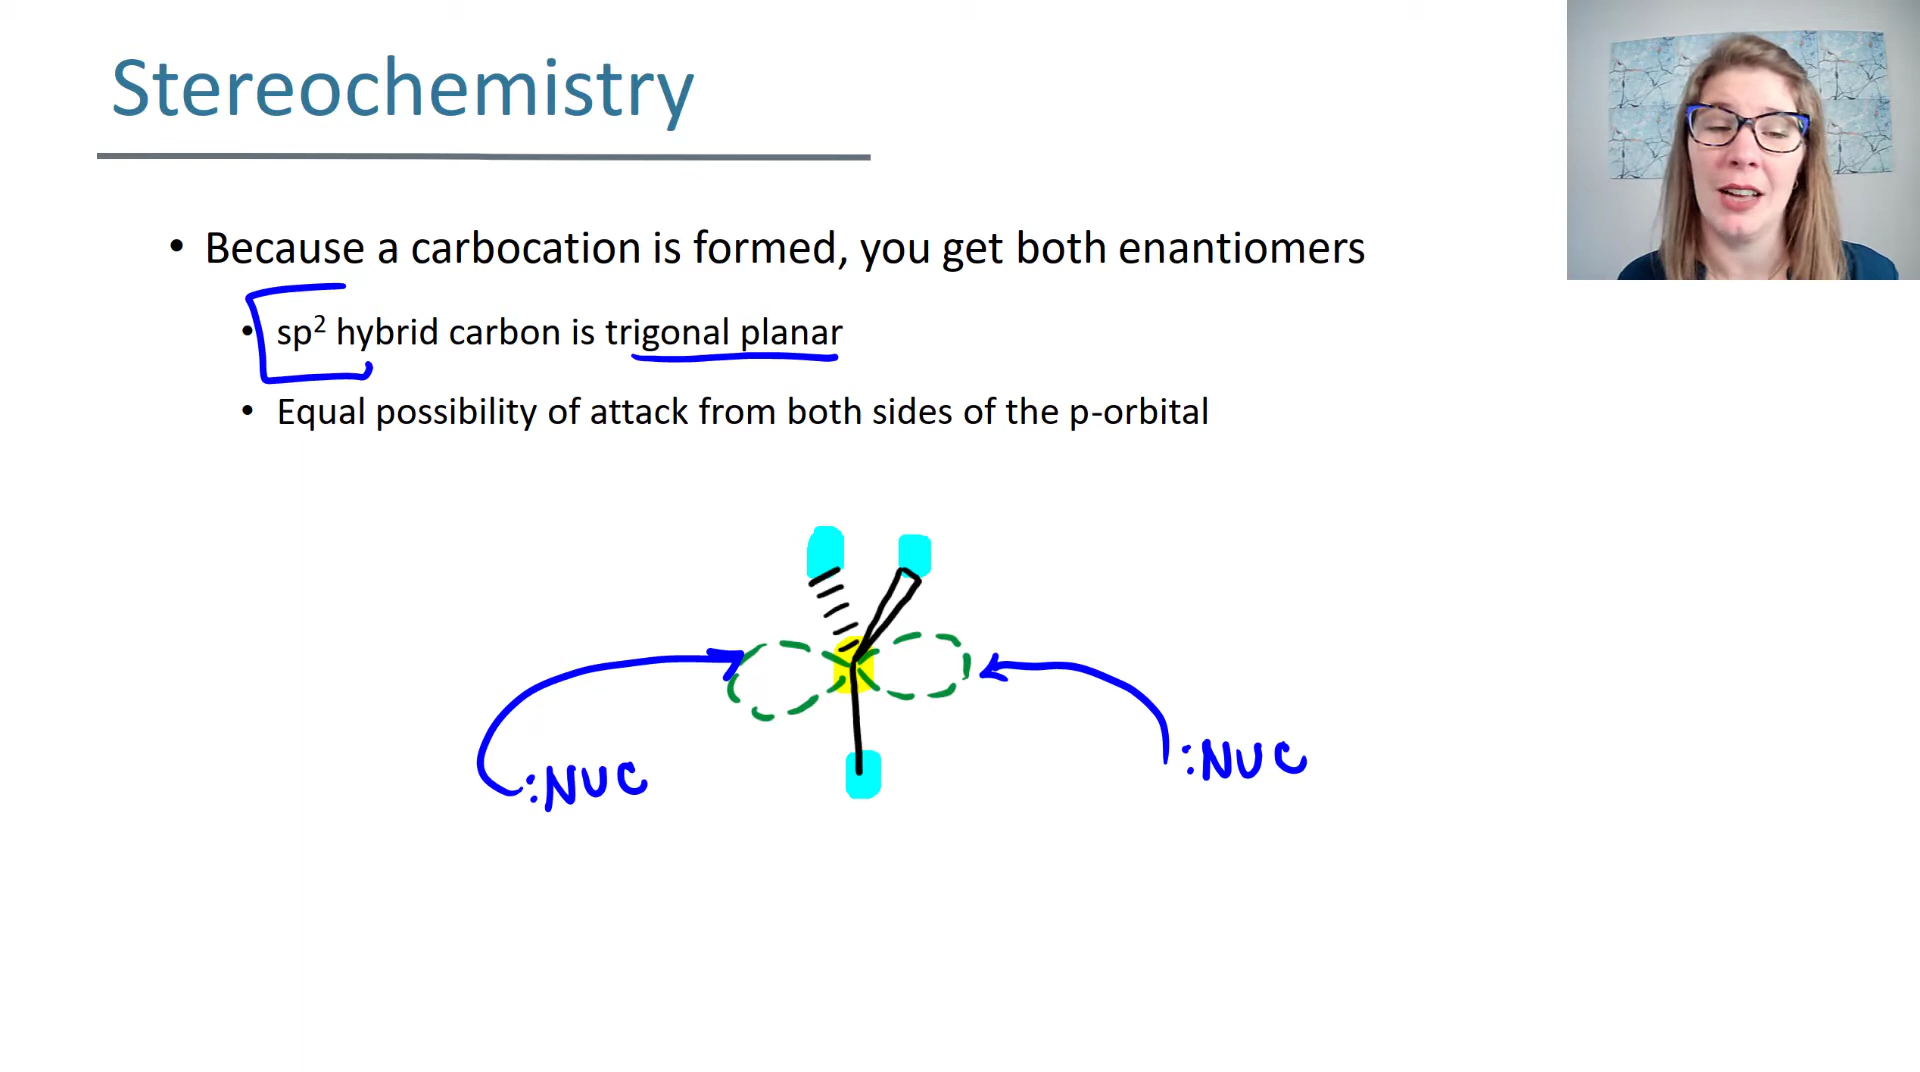 Stereochemistry
• Because a carbocation is formed, you get both enantiomers
• sp² hybrid carbon is trigonal planar
• Equal possibility of attack from both sides of the p-orbital
:NUC
:NUC